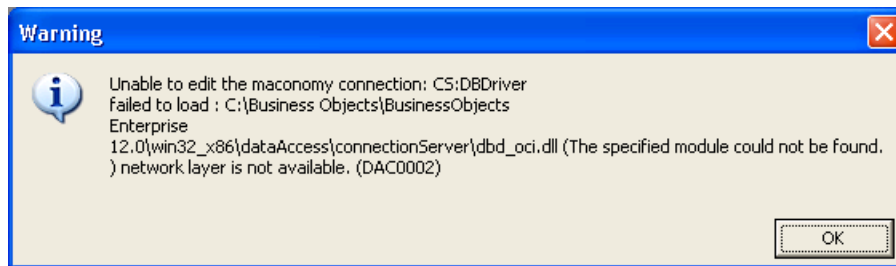 Warning
Unable to edit the maconomy connection: CS:DBDriver
failed to load : C:\Business Objects\BusinessObjects
Enterprise
12.0\win32_x86\dataAccess\connectionServer\dbd_oci.dll (The specified module could not be found.
) network layer is not available. (DAC0002)
OK